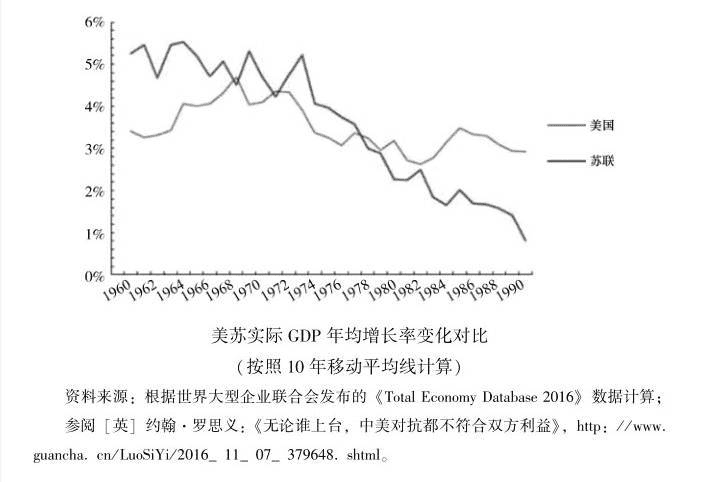 6%
5%
4%
3%
2%
1%
0%
美国
苏联
1960 1962 1964 1966 1968 1970 1972 1974 1976 1978 1980 1982 1984 1986 1988 1990
美苏实际 GDP 年均增长率变化对比
(按照 10 年移动平均线计算)
资料来源：根据世界大型企业联合会发布的《Total Economy Database 2016》数据计算；
参阅［英］约翰·罗思义：《无论谁上台，中美对抗都不符合双方利益》，http：//www.
guancha. cn/LuoSiYi/2016_ 11_ 07_ 379648. shtml。